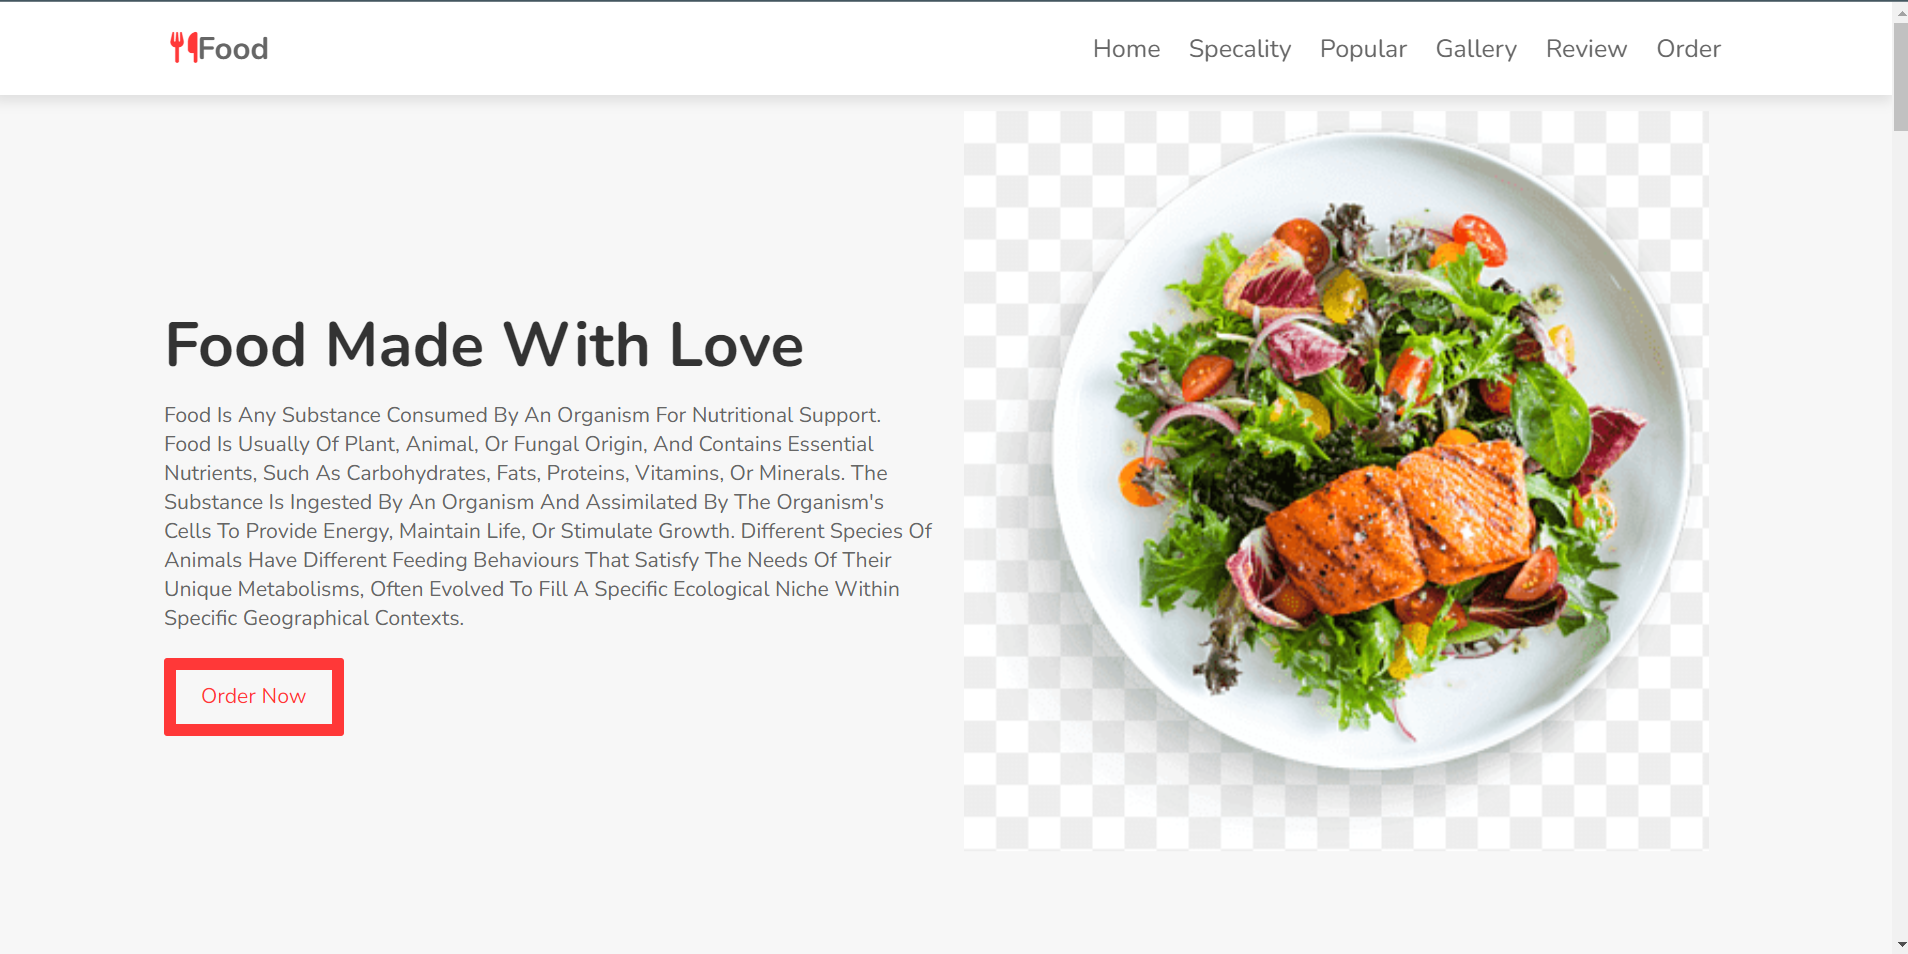 Food
Home Specality Popular Gallery Review Order
Food Made With Love
Food Is Any Substance Consumed By An Organism For Nutritional Support.
Food Is Usually Of Plant, Animal, Or Fungal Origin, And Contains Essential
Nutrients, Such As Carbohydrates, Fats, Proteins, Vitamins, Or Minerals. The
Substance Is Ingested By An Organism And Assimilated By The Organism's
Cells To Provide Energy, Maintain Life, Or Stimulate Growth. Different Species Of
Animals Have Different Feeding Behaviours That Satisfy The Needs Of Their
Unique Metabolisms, Often Evolved To Fill A Specific Ecological Niche Within
Specific Geographical Contexts.
Order Now